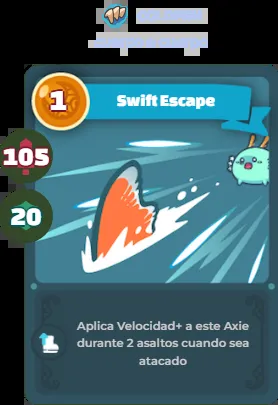 1
Swift Escape
105
20
Aplica Velocidad+ a este Axie
durante 2 asaltos cuando sea
atacado